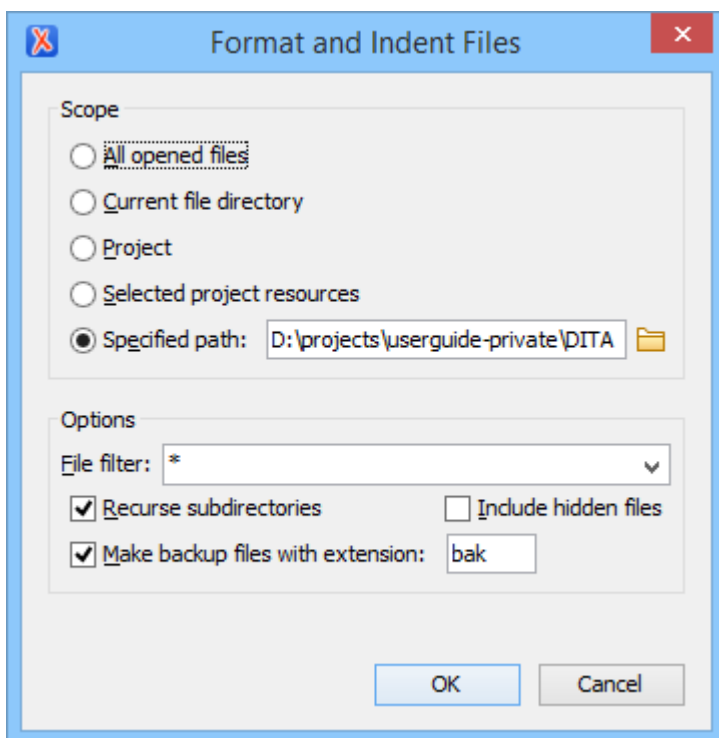 Format and Indent Files
Scope
All opened files
Current file directory
Project
Selected project resources
Specified path: D:\projects\userguide-private\DITA
Options
File filter: *
Recurse subdirectories Include hidden files
Make backup files with extension: bak
OK Cancel